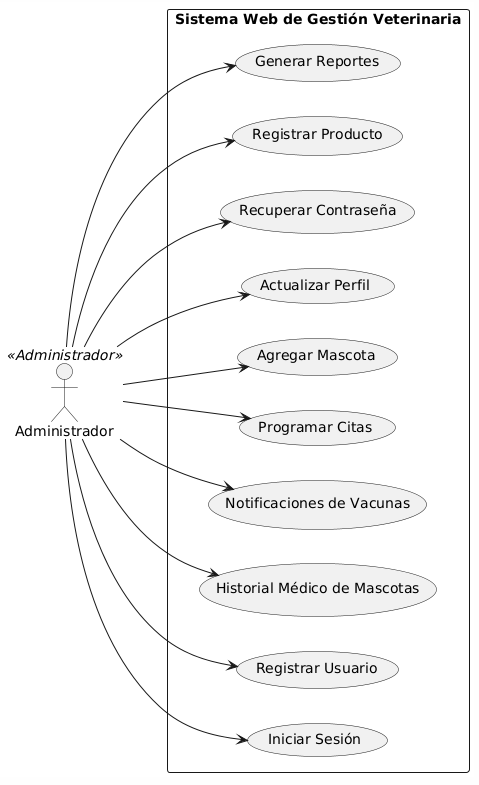 Sistema Web de Gestión Veterinaria
Generar Reportes
Registrar Producto
Recuperar Contraseña
Actualizar Perfil
«Administrador»
Administrador
Agregar Mascota
Programar Citas
Notificaciones de Vacunas
Historial Médico de Mascotas
Registrar Usuario
Iniciar Sesión